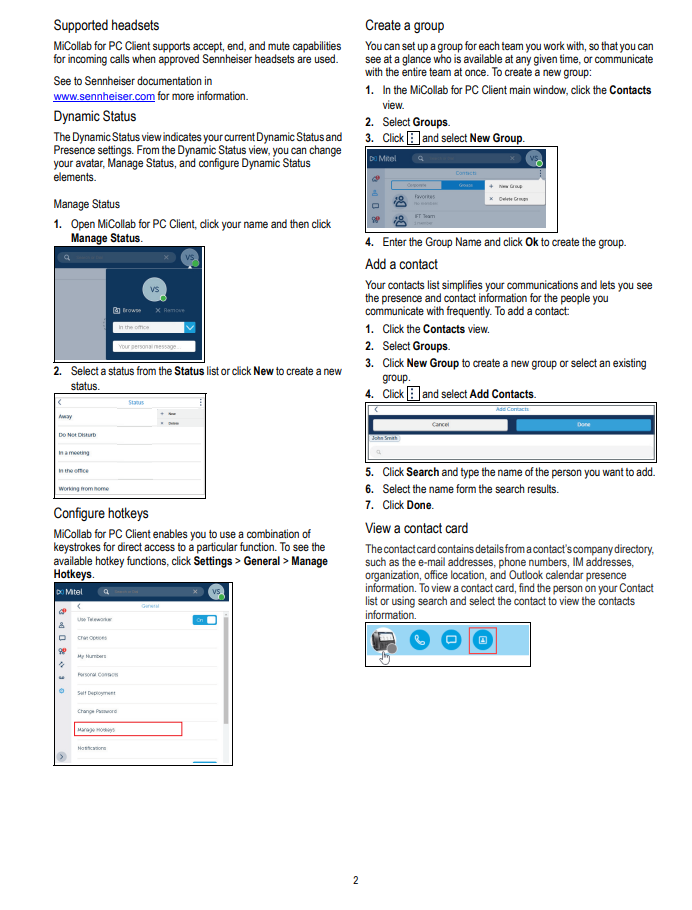 Supported headsets
MiCollab for PC Client supports accept, end, and mute capabilities
for incoming calls when approved Sennheiser headsets are used.
See to Sennheiser documentation in
www.sennheiser.com for more information.
Dynamic Status
The Dynamic Status view indicates your current Dynamic Status and
Presence settings. From the Dynamic Status view, you can change
your avatar, Manage Status, and configure Dynamic Status
elements.
Manage Status
1. Open MiCollab for PC Client, click your name and then click
Manage Status.
VS
VS
Browse Remove
In the office
Your personal message...
2. Select a status from the Status list or click New to create a new
status.
Status
Away
New
Delete
Do Not Disturb
In a meeting
In the office
Working from home
Configure hotkeys
MiCollab for PC Client enables you to use a combination of
keystrokes for direct access to a particular function. To see the
available hotkey functions, click Settings > General > Manage
Hotkeys.
Mitel
VS
General
Use Teleworker On
Chat Options
My Numbers
Personal Contacts
Self Deployment
Change Password
Manage Hotkeys
Notifications
Create a group
You can set up a group for each team you work with, so that you can
see at a glance who is available at any given time, or communicate
with the entire team at once. To create a new group:
1. In the MiCollab for PC Client main window, click the Contacts
view.
2. Select Groups.
3. Click and select New Group.
Mitel
VS
Contacts
Corporate Groups
New Group
Delete Groups
Favorites
RT Team
4. Enter the Group Name and click Ok to create the group.
Add a contact
Your contacts list simplifies your communications and lets you see
the presence and contact information for the people you
communicate with frequently. To add a contact:
1. Click the Contacts view.
2. Select Groups.
3. Click New Group to create a new group or select an existing
group.
4. Click and select Add Contacts.
Add Contacts
Cancel Done
John Smith
5. Click Search and type the name of the person you want to add.
6. Select the name form the search results.
7. Click Done.
View a contact card
The contact card contains details from a contact's company directory,
such as the e-mail addresses, phone numbers, IM addresses,
organization, office location, and Outlook calendar presence
information. To view a contact card, find the person on your Contact
list or using search and select the contact to view the contacts
information.
2